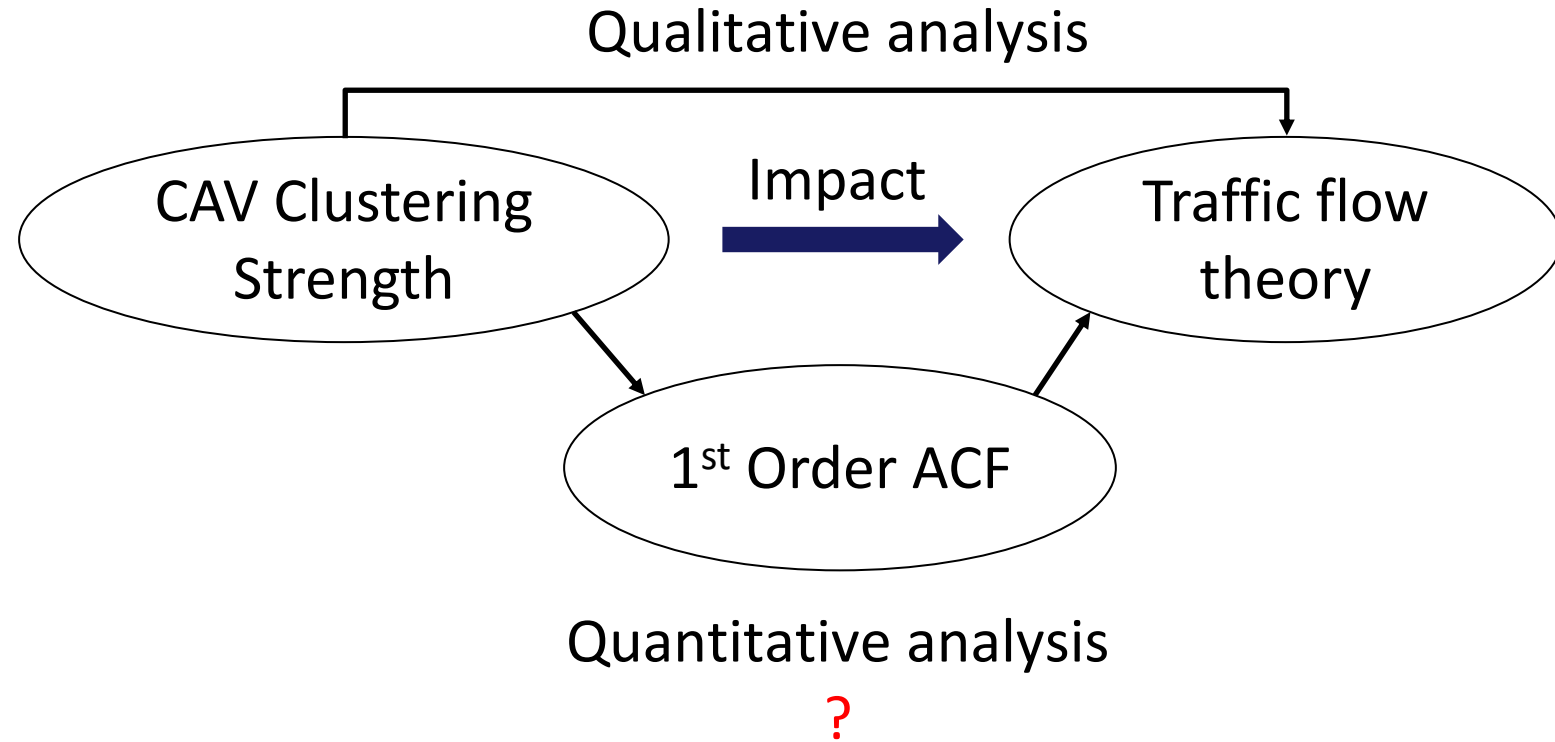 Qualitative analysis
CAV Clustering
Strength
Impact
Traffic flow
theory
1st Order ACF
Quantitative analysis
?